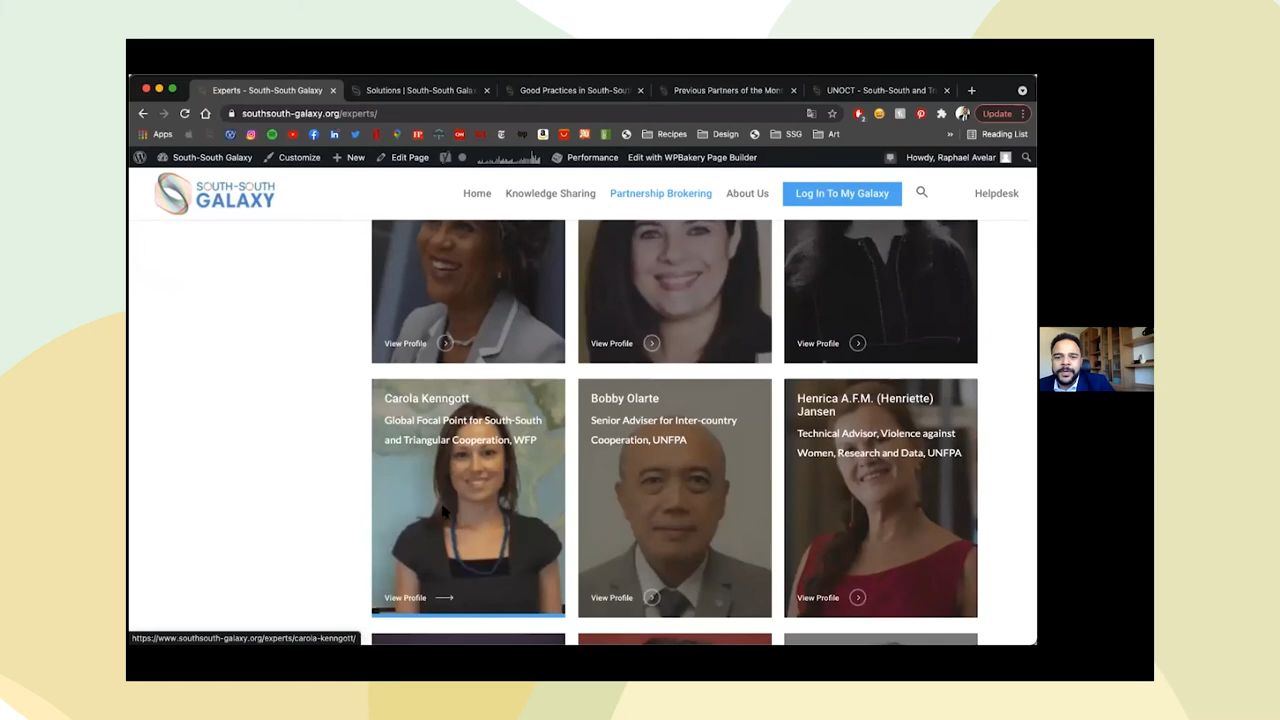 Experts - South-South Galaxy
Solutions | South-South Gala
Good Practices in South-Sout
Previous Partners of the Mont
UNOCT - South-South and Tr
southsouth-galaxy.org/experts/
Update
Apps
Recipes
Design
SSG
Art
»
Reading List
South-South Galaxy
Customize
New
Edit Page
Performance
Edit with WPBakery Page Builder
Howdy, Raphael Avelar
SOUTH-SOUTH
GALAXY
Home
Knowledge Sharing
Partnership Brokering
About Us
Log In To My Galaxy
Helpdesk
View Profile
View Profile
View Profile
Carola Kenngott
Global Focal Point for South-South
and Triangular Cooperation, WFP
View Profile
Bobby Olarte
Senior Adviser for Inter-country
Cooperation, UNFPA
View Profile
Henrica A.F.M. (Henriette)
Jansen
Technical Advisor, Violence against
Women, Research and Data, UNFPA
View Profile
https://www.southsouth-galaxy.org/experts/carola-kenngott/